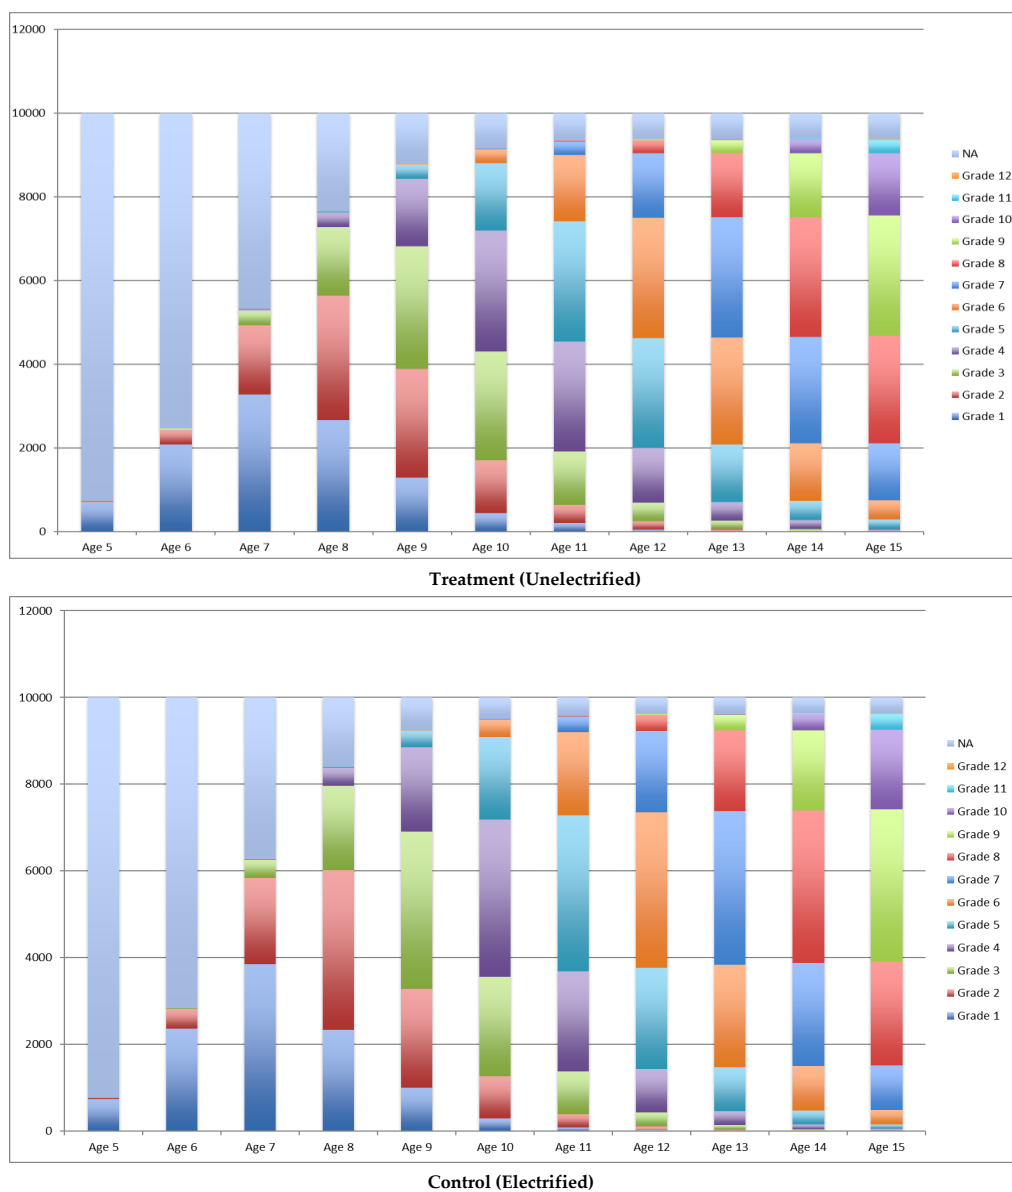 12000
10000
8000
6000
4000
2000
0
Age 5 Age 6 Age 7 Age 8 Age 9 Age 10 Age 11 Age 12 Age 13 Age 14 Age 15
NA
Grade 12
Grade 11
Grade 10
Grade 9
Grade 8
Grade 7
Grade 6
Grade 5
Grade 4
Grade 3
Grade 2
Grade 1
Treatment (Unelectrified)
12000
10000
8000
6000
4000
2000
0
Age 5 Age 6 Age 7 Age 8 Age 9 Age 10 Age 11 Age 12 Age 13 Age 14 Age 15
NA
Grade 12
Grade 11
Grade 10
Grade 9
Grade 8
Grade 7
Grade 6
Grade 5
Grade 4
Grade 3
Grade 2
Grade 1
Control (Electrified)